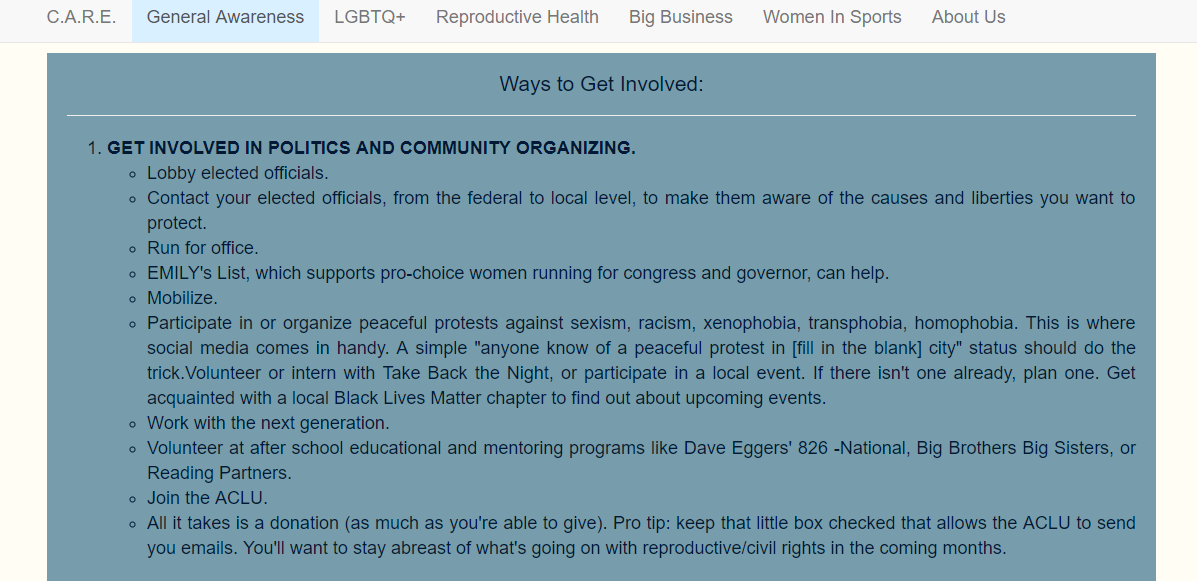 C.A.R.E. General Awareness LGBTQ+ Reproductive Health Big Business Women In Sports About Us
Ways to Get Involved:
1. GET INVOLVED IN POLITICS AND COMMUNITY ORGANIZING.
Lobby elected officials.
Contact your elected officials, from the federal to local level, to make them aware of the causes and liberties you want to
protect.
Run for office.
EMILY's List, which supports pro-choice women running for congress and governor, can help.
Mobilize.
Participate in or organize peaceful protests against sexism, racism, xenophobia, transphobia, homophobia. This is where
social media comes in handy. A simple "anyone know of a peaceful protest in [fill in the blank] city" status should do the
trick.Volunteer or intern with Take Back the Night, or participate in a local event. If there isn't one already, plan one. Get
acquainted with a local Black Lives Matter chapter to find out about upcoming events.
Work with the next generation.
Volunteer at after school educational and mentoring programs like Dave Eggers' 826 -National, Big Brothers Big Sisters, or
Reading Partners.
Join the ACLU.
All it takes is a donation (as much as you're able to give). Pro tip: keep that little box checked that allows the ACLU to send
you emails. You'll want to stay abreast of what's going on with reproductive/civil rights in the coming months.